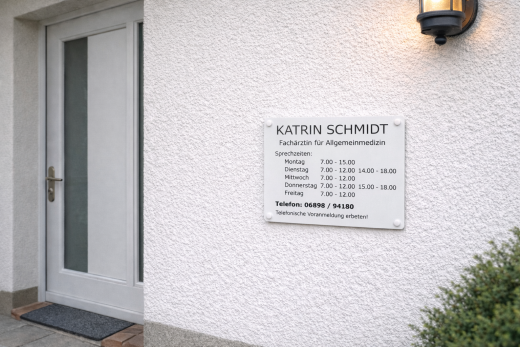 KATRIN SCHMIDT
Fachärztin für Allgemeinmedizin
Sprechzeiten:
Montag 7.00 - 15.00
Dienstag 7.00 - 12.00 14.00 - 18.00
Mittwoch 7.00 - 12.00
Donnerstag 7.00 - 12.00 15.00 - 18.00
Freitag 7.00 - 12.00
Telefon: 06898 / 94180
Telefonische Voranmeldung erbeten!